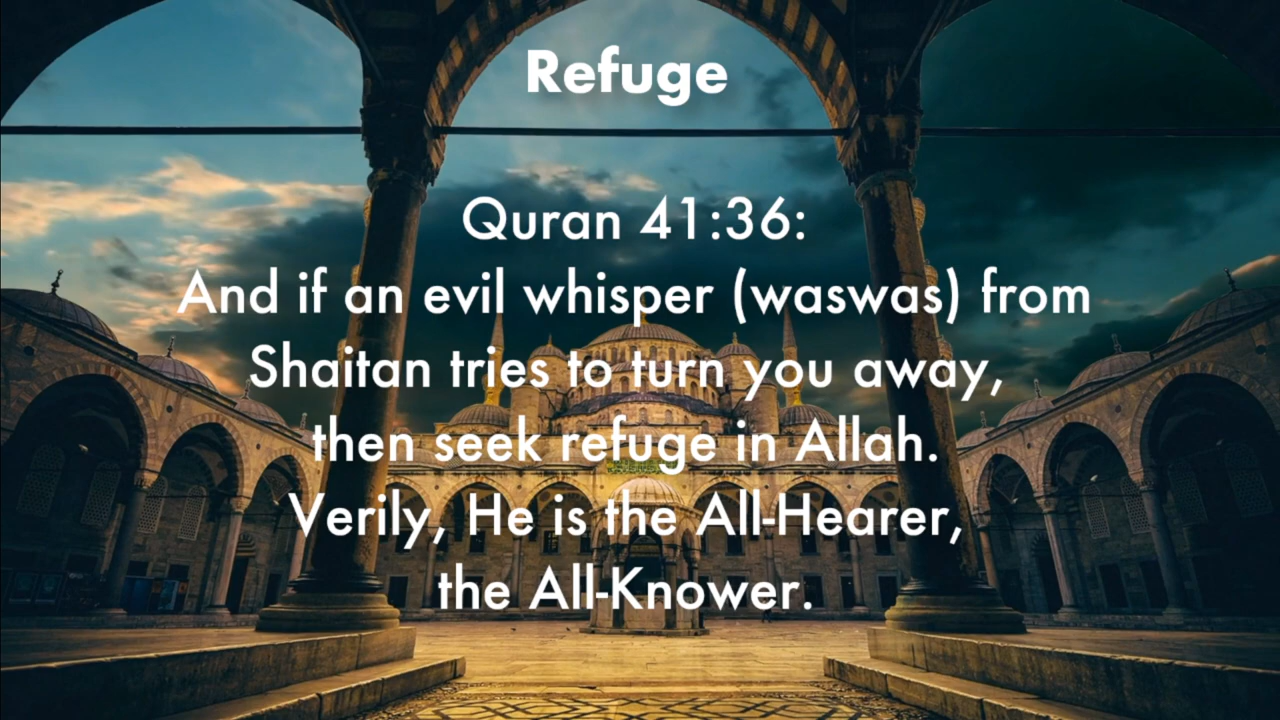 Refuge
Quran 41:36:
And if an evil whisper (waswas) from
Shaitan tries to turn you away,
then seek refuge in Allah.
Verily, He is the All-Hearer,
the All-Knower.